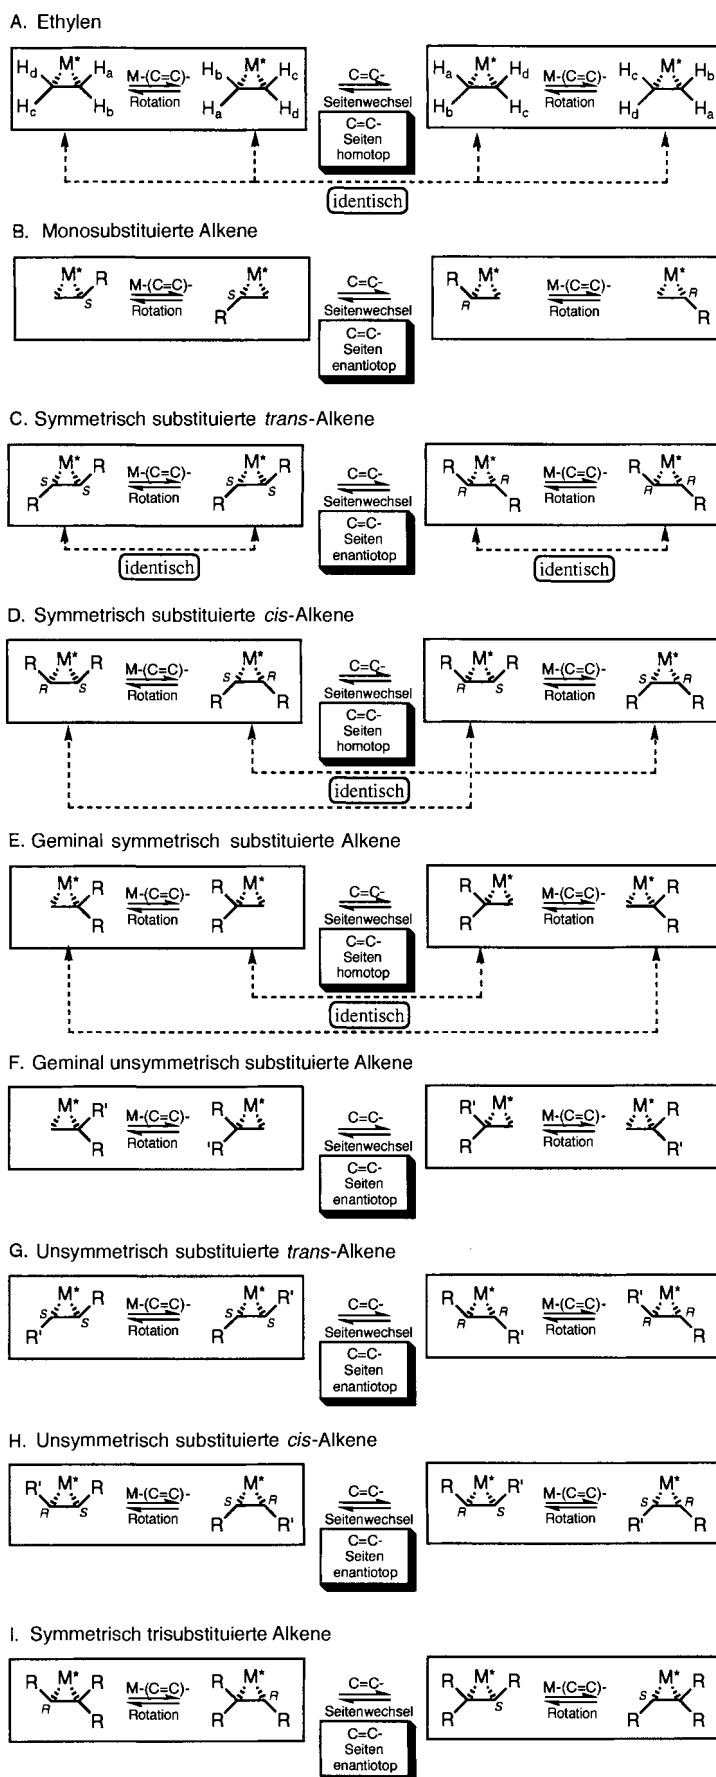 A. Ethylen
M* M* M* M*
H_d H_a M-(C=C)- H_b H_c C=C- H_a H_d M-(C=C)- H_c H_b
Rotation Seitenwechsel Rotation
H_c H_b H_a H_d C=C- H_b H_c H_d H_a
Seiten
homotop
identisch
B. Monosubstituierte Alkene
M* R M-(C=C)- M* C=C- R M* M-(C=C)- M*
S Rotation S Seitenwechsel R Rotation R
R C=C- R
Seiten
enantiotop
C. Symmetrisch substituierte trans-Alkene
S M* R M-(C=C)- S M* R C=C- R M* R M-(C=C)- R M* R
R S Rotation R S Seitenwechsel R R Rotation R R
C=C-
Seiten
enantiotop
identisch identisch
D. Symmetrisch substituierte cis-Alkene
R M* R M-(C=C)- S M* R C=C- R M* R M-(C=C)- S M* R
R S Rotation R R Seitenwechsel R S Rotation R R
C=C-
Seiten
homotop
identisch
E. Geminal symmetrisch substituierte Alkene
M* R M-(C=C)- R M* C=C- R M* M-(C=C)- M* R
R Rotation R Seitenwechsel R Rotation R
C=C-
Seiten
homotop
identisch
F. Geminal unsymmetrisch substituierte Alkene
M* R' M-(C=C)- R M* C=C- R' M* M-(C=C)- M* R
R Rotation 'R Seitenwechsel R Rotation R'
C=C-
Seiten
enantiotop
G. Unsymmetrisch substituierte trans-Alkene
S M* R M-(C=C)- S M* R' C=C- R M* R M-(C=C)- R' M* R
R' S Rotation R S Seitenwechsel R R' Rotation R R
C=C-
Seiten
enantiotop
H. Unsymmetrisch substituierte cis-Alkene
R' M* R M-(C=C)- S M* R C=C- R M* R' M-(C=C)- S M* R
R S Rotation R R' Seitenwechsel R S Rotation R' R
C=C-
Seiten
enantiotop
I. Symmetrisch trisubstituierte Alkene
R M* R M-(C=C)- R M* R C=C- R M* R M-(C=C)- S M* R
R R Rotation R R Seitenwechsel R S Rotation R R
C=C-
Seiten
enantiotop